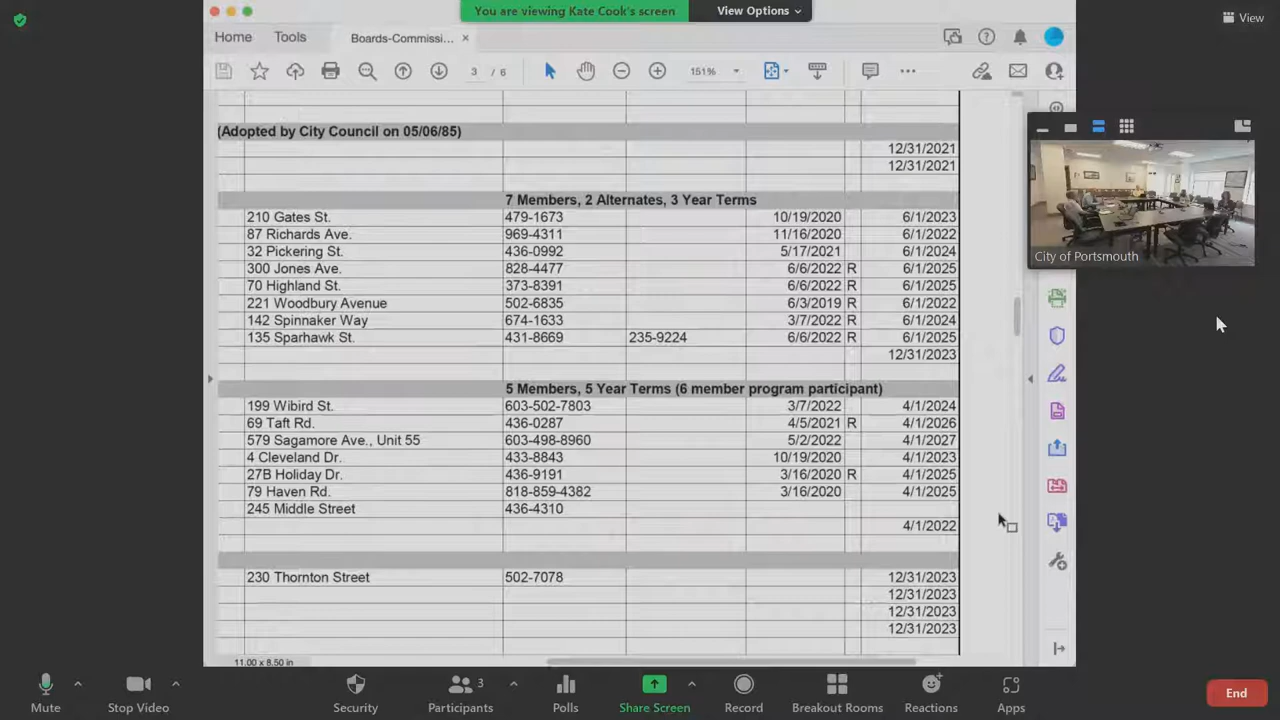 You are viewing Kate Cook's screen
View Options
View
Home Tools Boards-Commissi... ×
3 / 6 151%
(Adopted by City Council on 05/06/85)
12/31/2021
12/31/2021
7 Members, 2 Alternates, 3 Year Terms
210 Gates St. 479-1673 10/19/2020 6/1/2023
87 Richards Ave. 969-4311 11/16/2020 6/1/2022
32 Pickering St. 436-0992 5/17/2021 6/1/2024
300 Jones Ave. 828-4477 6/6/2022 R 6/1/2025
70 Highland St. 373-8391 6/6/2022 R 6/1/2025
221 Woodbury Avenue 502-6835 6/3/2019 R 6/1/2022
142 Spinnaker Way 674-1633 3/7/2022 R 6/1/2024
135 Sparhawk St. 431-8669 235-9224 6/6/2022 R 6/1/2025
12/31/2023
5 Members, 5 Year Terms (6 member program participant)
199 Wibird St. 603-502-7803 3/7/2022 4/1/2024
69 Taft Rd. 436-0287 4/5/2021 R 4/1/2026
579 Sagamore Ave., Unit 55 603-498-8960 5/2/2022 4/1/2027
4 Cleveland Dr. 433-8843 10/19/2020 4/1/2023
27B Holiday Dr. 436-9191 3/16/2020 R 4/1/2025
79 Haven Rd. 818-859-4382 3/16/2020 4/1/2025
245 Middle Street 436-4310
4/1/2022
230 Thornton Street 502-7078 12/31/2023
12/31/2023
12/31/2023
12/31/2023
11.00 x 8.50 in
City of Portsmouth
Mute Stop Video Security Participants 3 Polls Share Screen Record Breakout Rooms Reactions Apps End